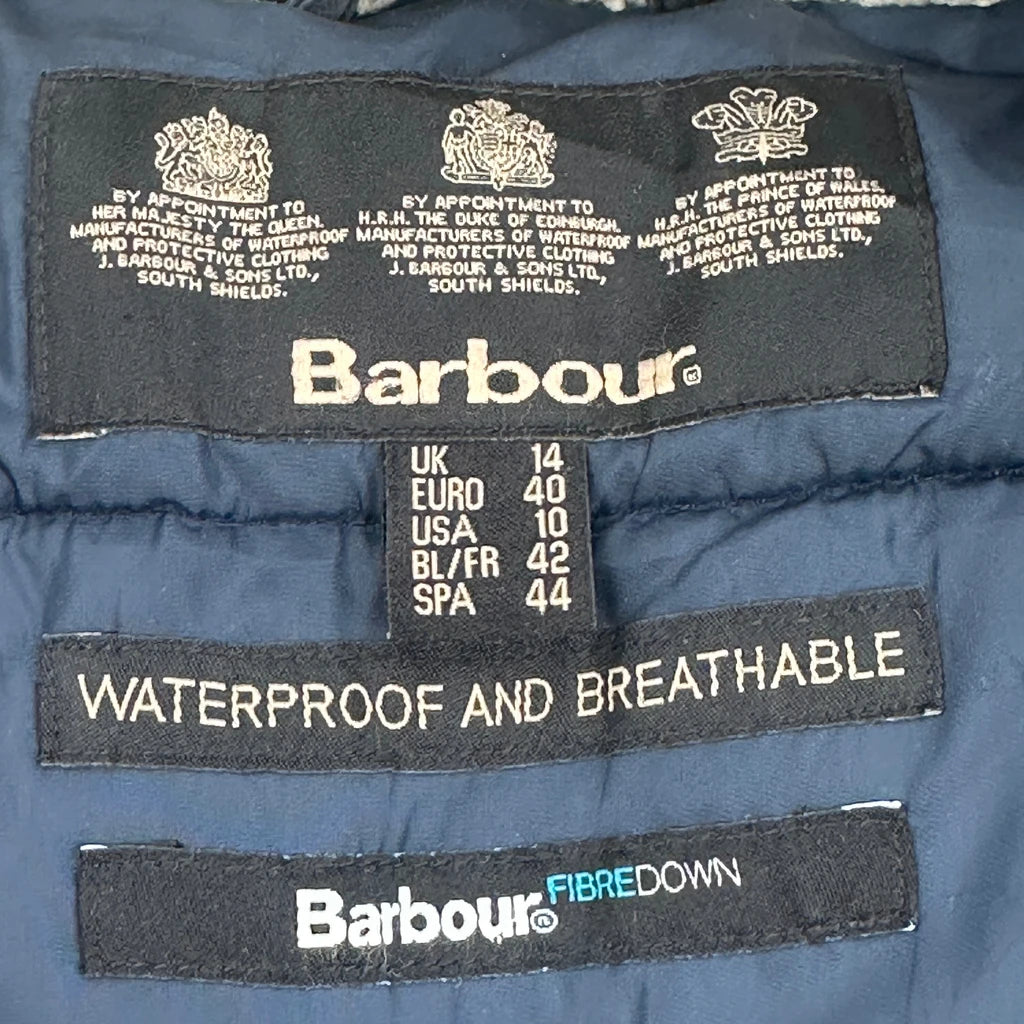 BY APPOINTMENT TO
HER MAJESTY THE QUEEN.
MANUFACTURERS OF WATERPROOF
AND PROTECTIVE CLOTHING
J. BARBOUR & SONS LTD.,
SOUTH SHIELDS.
BY APPOINTMENT TO
H.R.H. THE DUKE OF EDINBURGH.
MANUFACTURERS OF WATERPROOF
AND PROTECTIVE CLOTHING
J. BARBOUR & SONS LTD.,
SOUTH SHIELDS.
BY APPOINTMENT TO
H.R.H. THE PRINCE OF WALES.
MANUFACTURERS OF WATERPROOF
AND PROTECTIVE CLOTHING
J. BARBOUR & SONS LTD.,
SOUTH SHIELDS.
Barbour®
UK 14
EURO 40
USA 10
BL/FR 42
SPA 44
WATERPROOF AND BREATHABLE
Barbour® FIBREDOWN